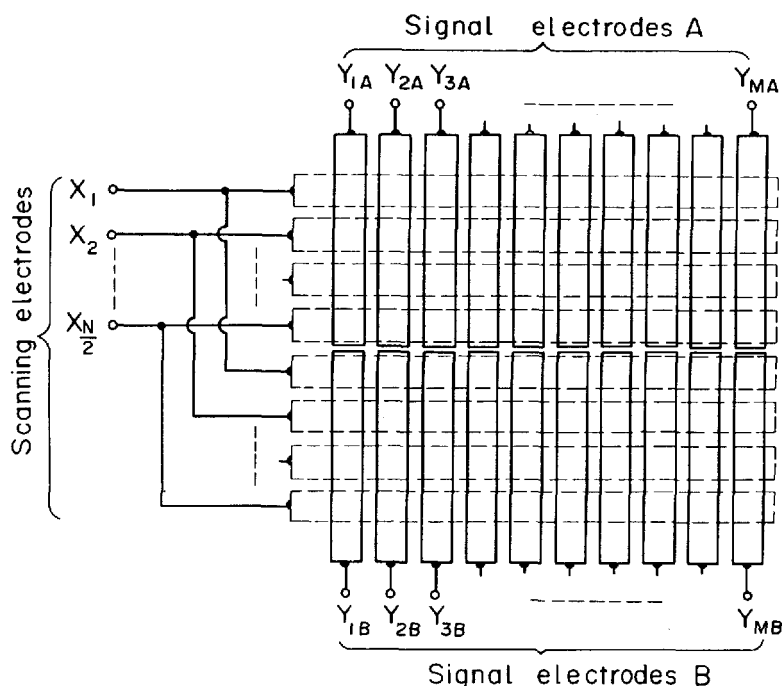 Signal electrodes A
Y1A Y2A Y3A YMA
Scanning electrodes
X1
X2
XN/2
Y1B Y2B Y3B YMB
Signal electrodes B